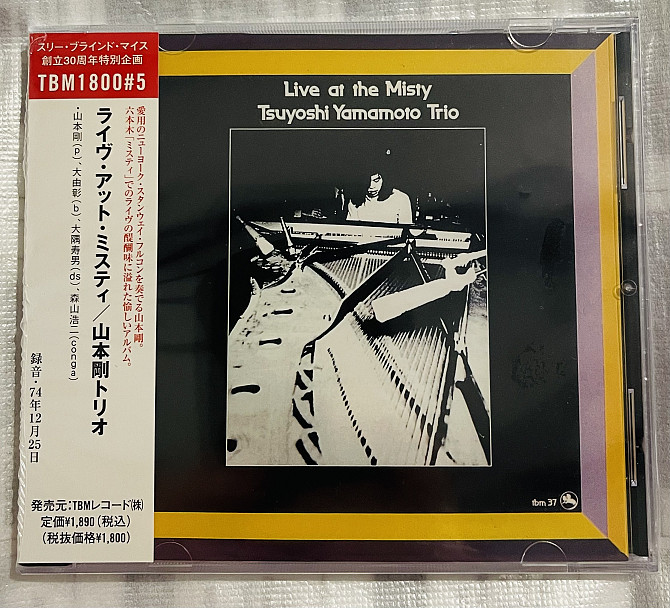 スリー・ブラインド・マイス
創立30周年特別企画
TBM1800#5
愛用のニューヨーク・スタンウェイ・フルコンを奏でる山本剛。
六本木「ミスティ」でのライヴの醍醐味に溢れた愉しいアルバム。
ライヴ・アット・ミスティ／山本剛トリオ
・山本剛(p)、大由彰(b)、大隅寿男(ds)、森山浩二(conga)
録音・74年12月25日
発売元：TBMレコード㈱
定価¥1,890(税込)
(税抜価格¥1,800)
Live at the Misty
Tsuyoshi Yamamoto Trio
tbm 37